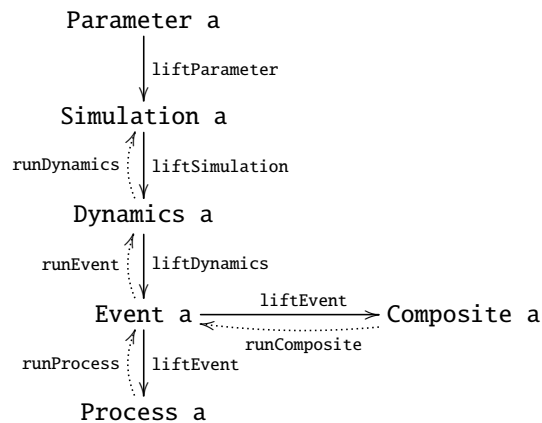 Parameter a
liftParameter
Simulation a
runDynamics
liftSimulation
Dynamics a
runEvent
liftDynamics
Event a
liftEvent
Composite a
runComposite
runProcess
liftEvent
Process a